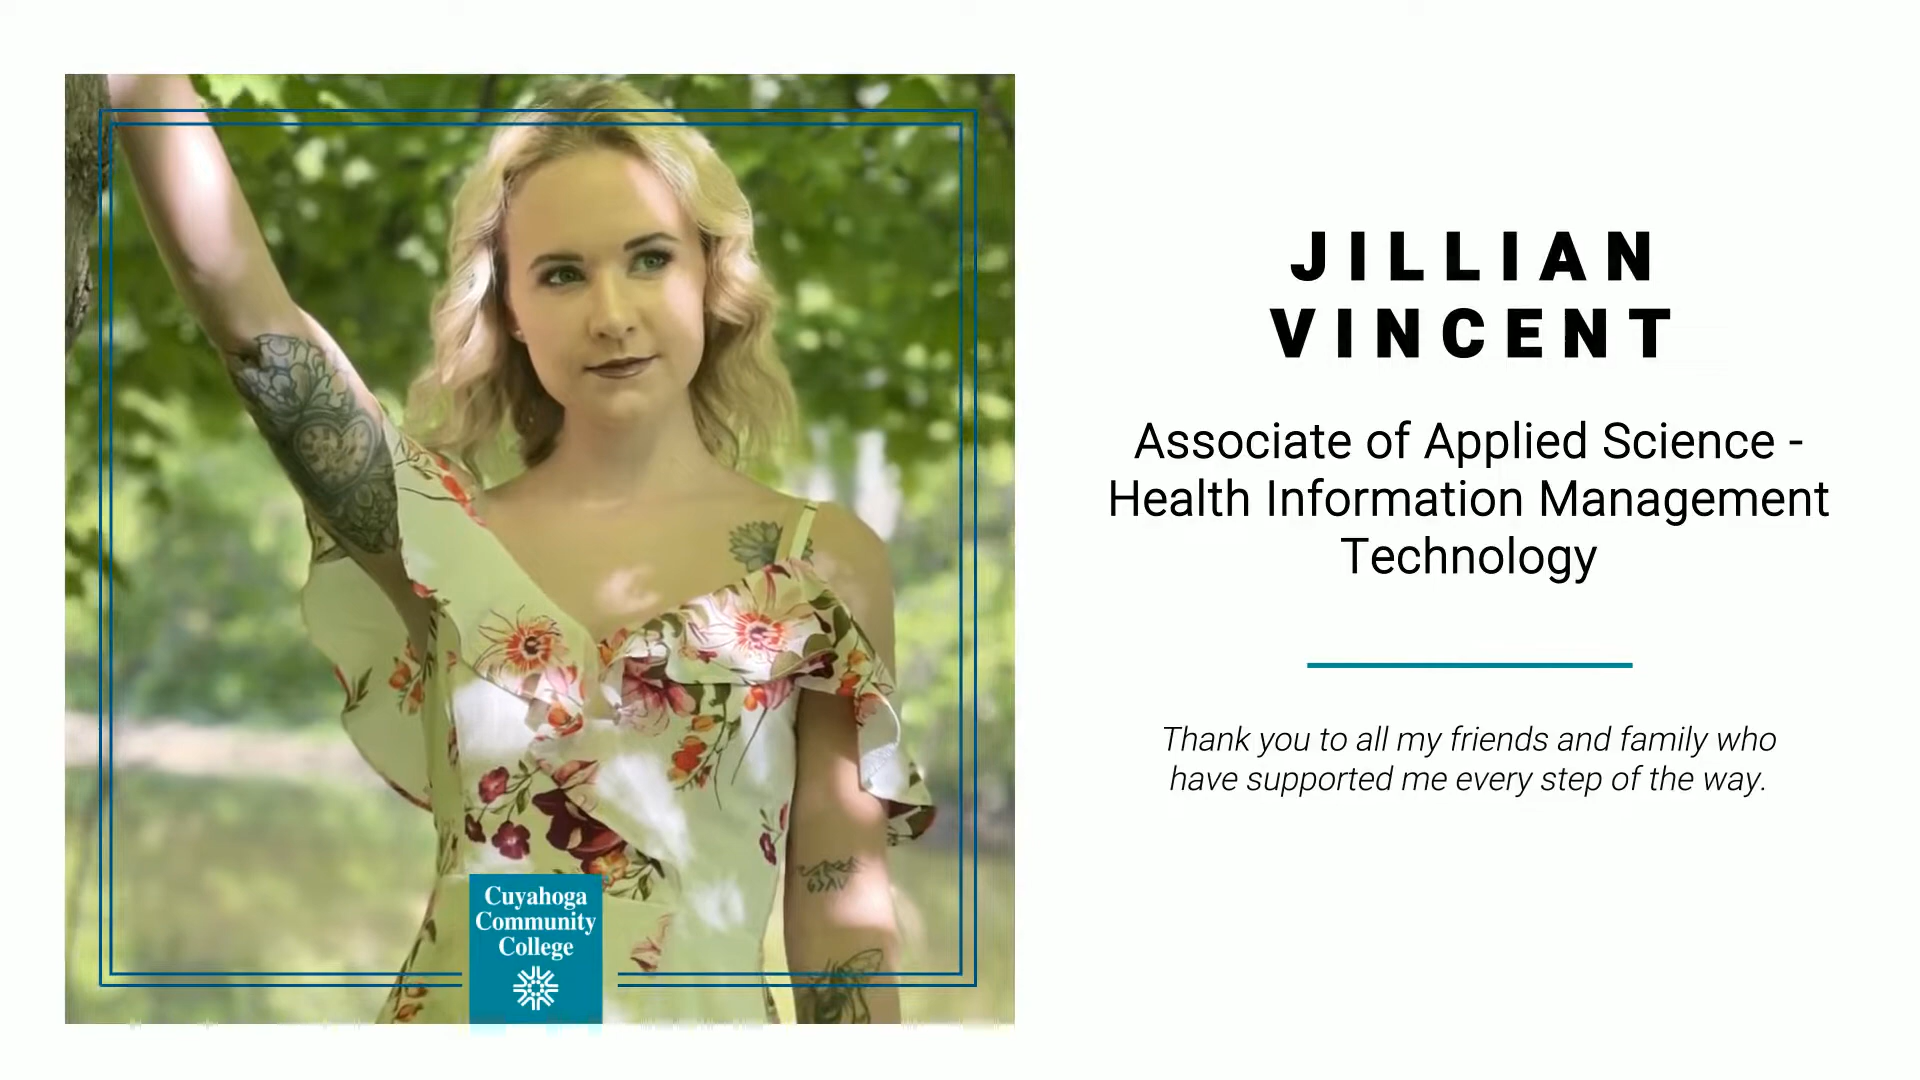 JILLIAN
VINCENT
Associate of Applied Science -
Health Information Management
Technology
Thank you to all my friends and family who
have supported me every step of the way.
Cuyahoga
Community
College